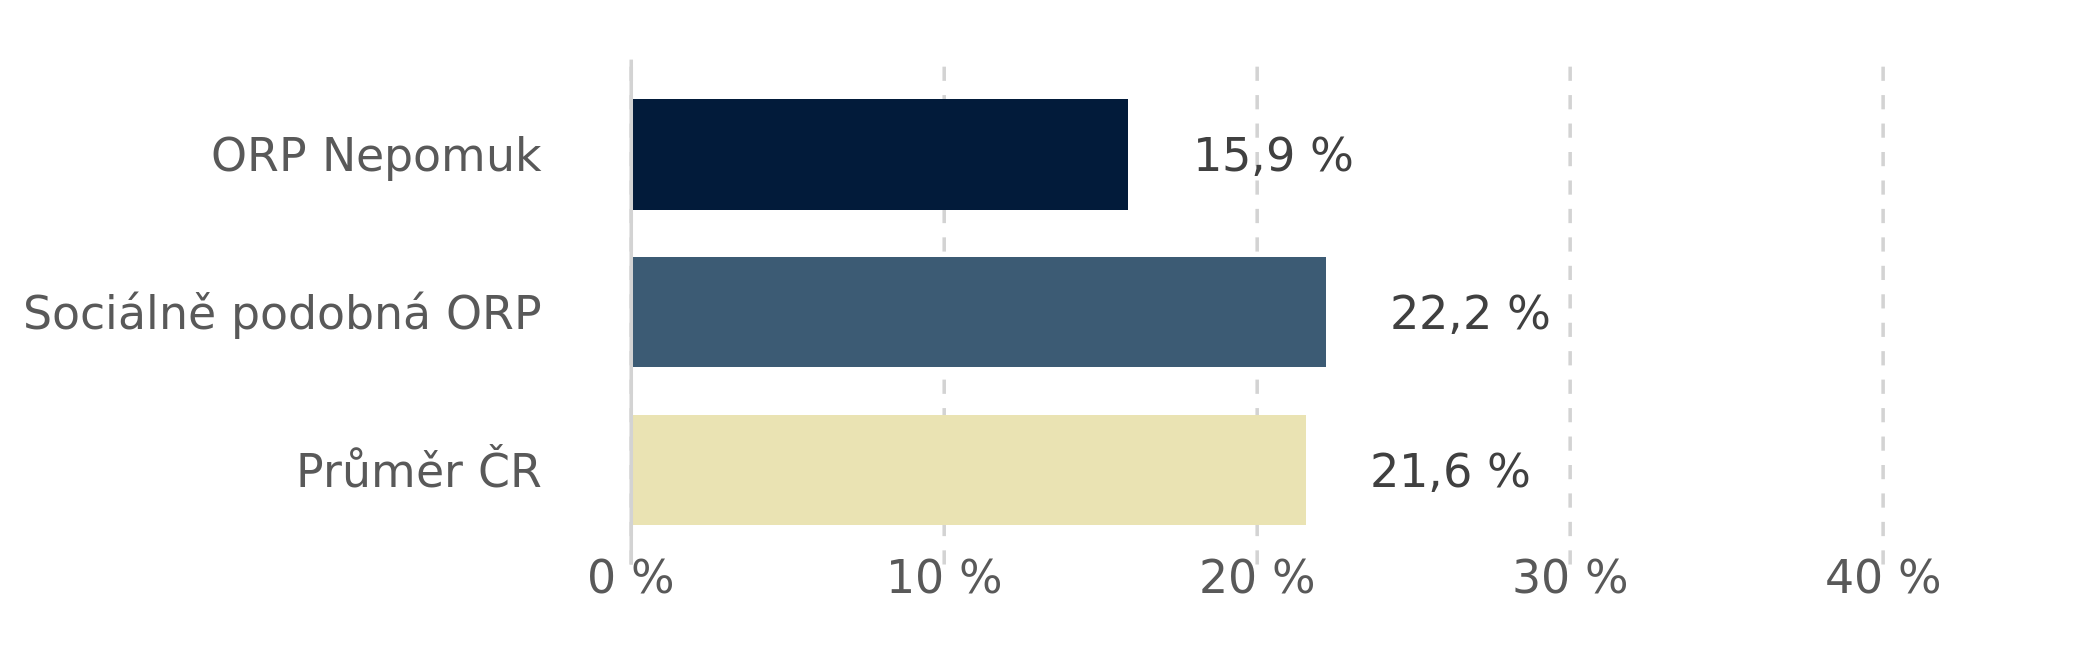 ORP Nepomuk
15,9 %
Sociálně podobná ORP
22,2 %
Průměr ČR
21,6 %
0 %
10 %
20 %
30 %
40 %